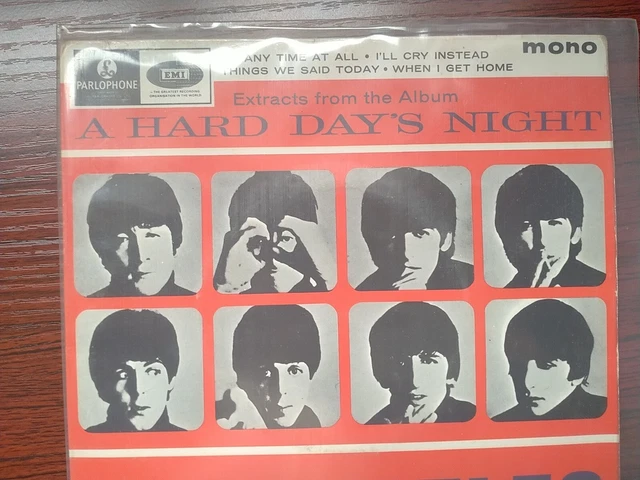 ANY TIME AT ALL • I'LL CRY INSTEAD
THINGS WE SAID TODAY • WHEN I GET HOME
mono
PARLOPHONE
EMI
Extracts from the Album
A HARD DAY'S NIGHT